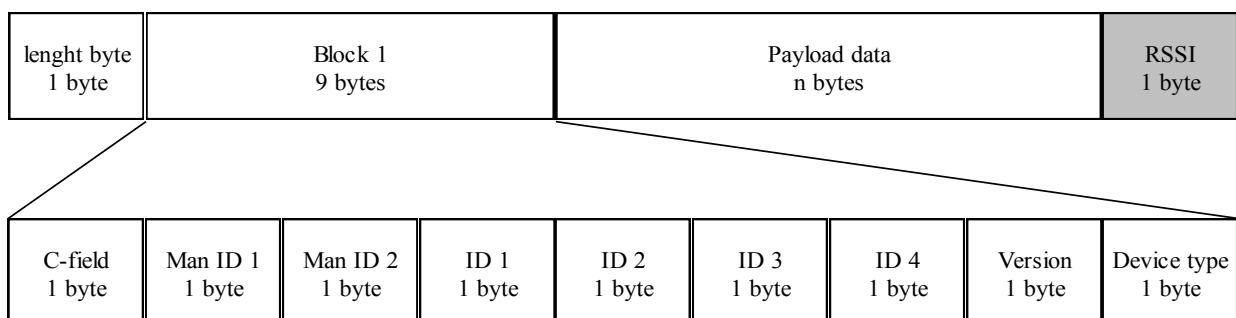 lenght byte
1 byte
Block 1
9 bytes
Payload data
n bytes
RSSI
1 byte
C-field
1 byte
Man ID 1
1 byte
Man ID 2
1 byte
ID 1
1 byte
ID 2
1 byte
ID 3
1 byte
ID 4
1 byte
Version
1 byte
Device type
1 byte